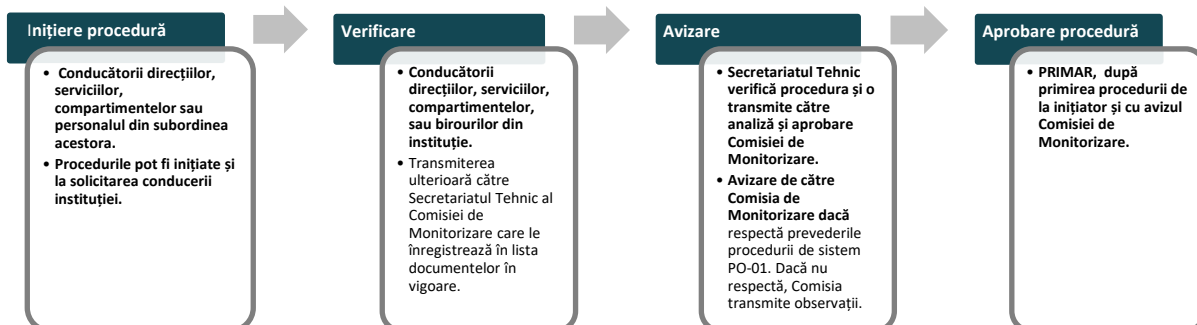 Inițiere procedură
• Conducătorii direcțiilor,
serviciilor,
compartimentelor sau
personalul din subordinea
acestora.
• Procedurile pot fi inițiate și
la solicitarea conducerii
instituției.
Verificare
• Conducătorii
direcțiilor, serviciilor,
compartimentelor,
sau birourilor din
instituție.
• Transmiterea
ulterioară către
Secretariatul Tehnic al
Comisiei de
Monitorizare care le
înregistrează în lista
documentelor în
vigoare.
Avizare
• Secretariatul Tehnic
verifică procedura și o
transmite către
analiză și aprobare
Comisiei de
Monitorizare.
• Avizare de către
Comisia de
Monitorizare dacă
respectă prevederile
procedurii de sistem
PO-01. Dacă nu
respectă, Comisia
transmite observații.
Aprobare procedură
• PRIMAR, după
primirea procedurii de
la inițiator și cu avizul
Comisiei de
Monitorizare.